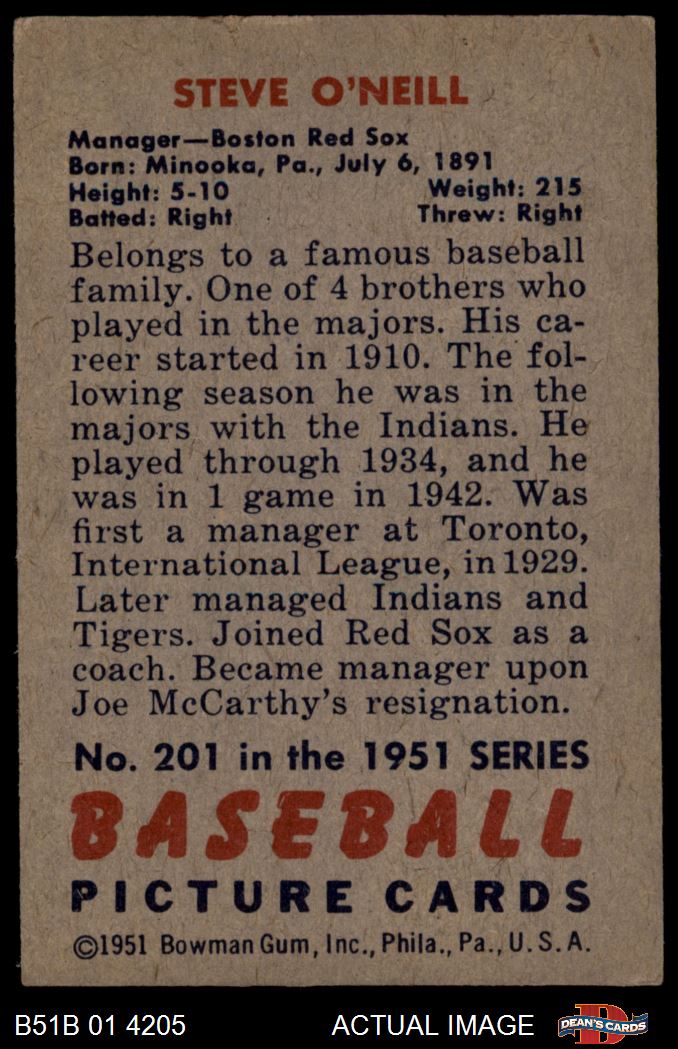 STEVE O'NEILL
Manager—Boston Red Sox
Born: Minooka, Pa., July 6, 1891
Height: 5-10 Weight: 215
Batted: Right Threw: Right
Belongs to a famous baseball
family. One of 4 brothers who
played in the majors. His ca-
reer started in 1910. The fol-
lowing season he was in the
majors with the Indians. He
played through 1934, and he
was in 1 game in 1942. Was
first a manager at Toronto,
International League, in 1929.
Later managed Indians and
Tigers. Joined Red Sox as a
coach. Became manager upon
Joe McCarthy's resignation.
No. 201 in the 1951 SERIES
BASEBALL
PICTURE CARDS
©1951 Bowman Gum, Inc., Phila., Pa., U.S.A.
B51B 01 4205 ACTUAL IMAGE D DEAN'S CARDS